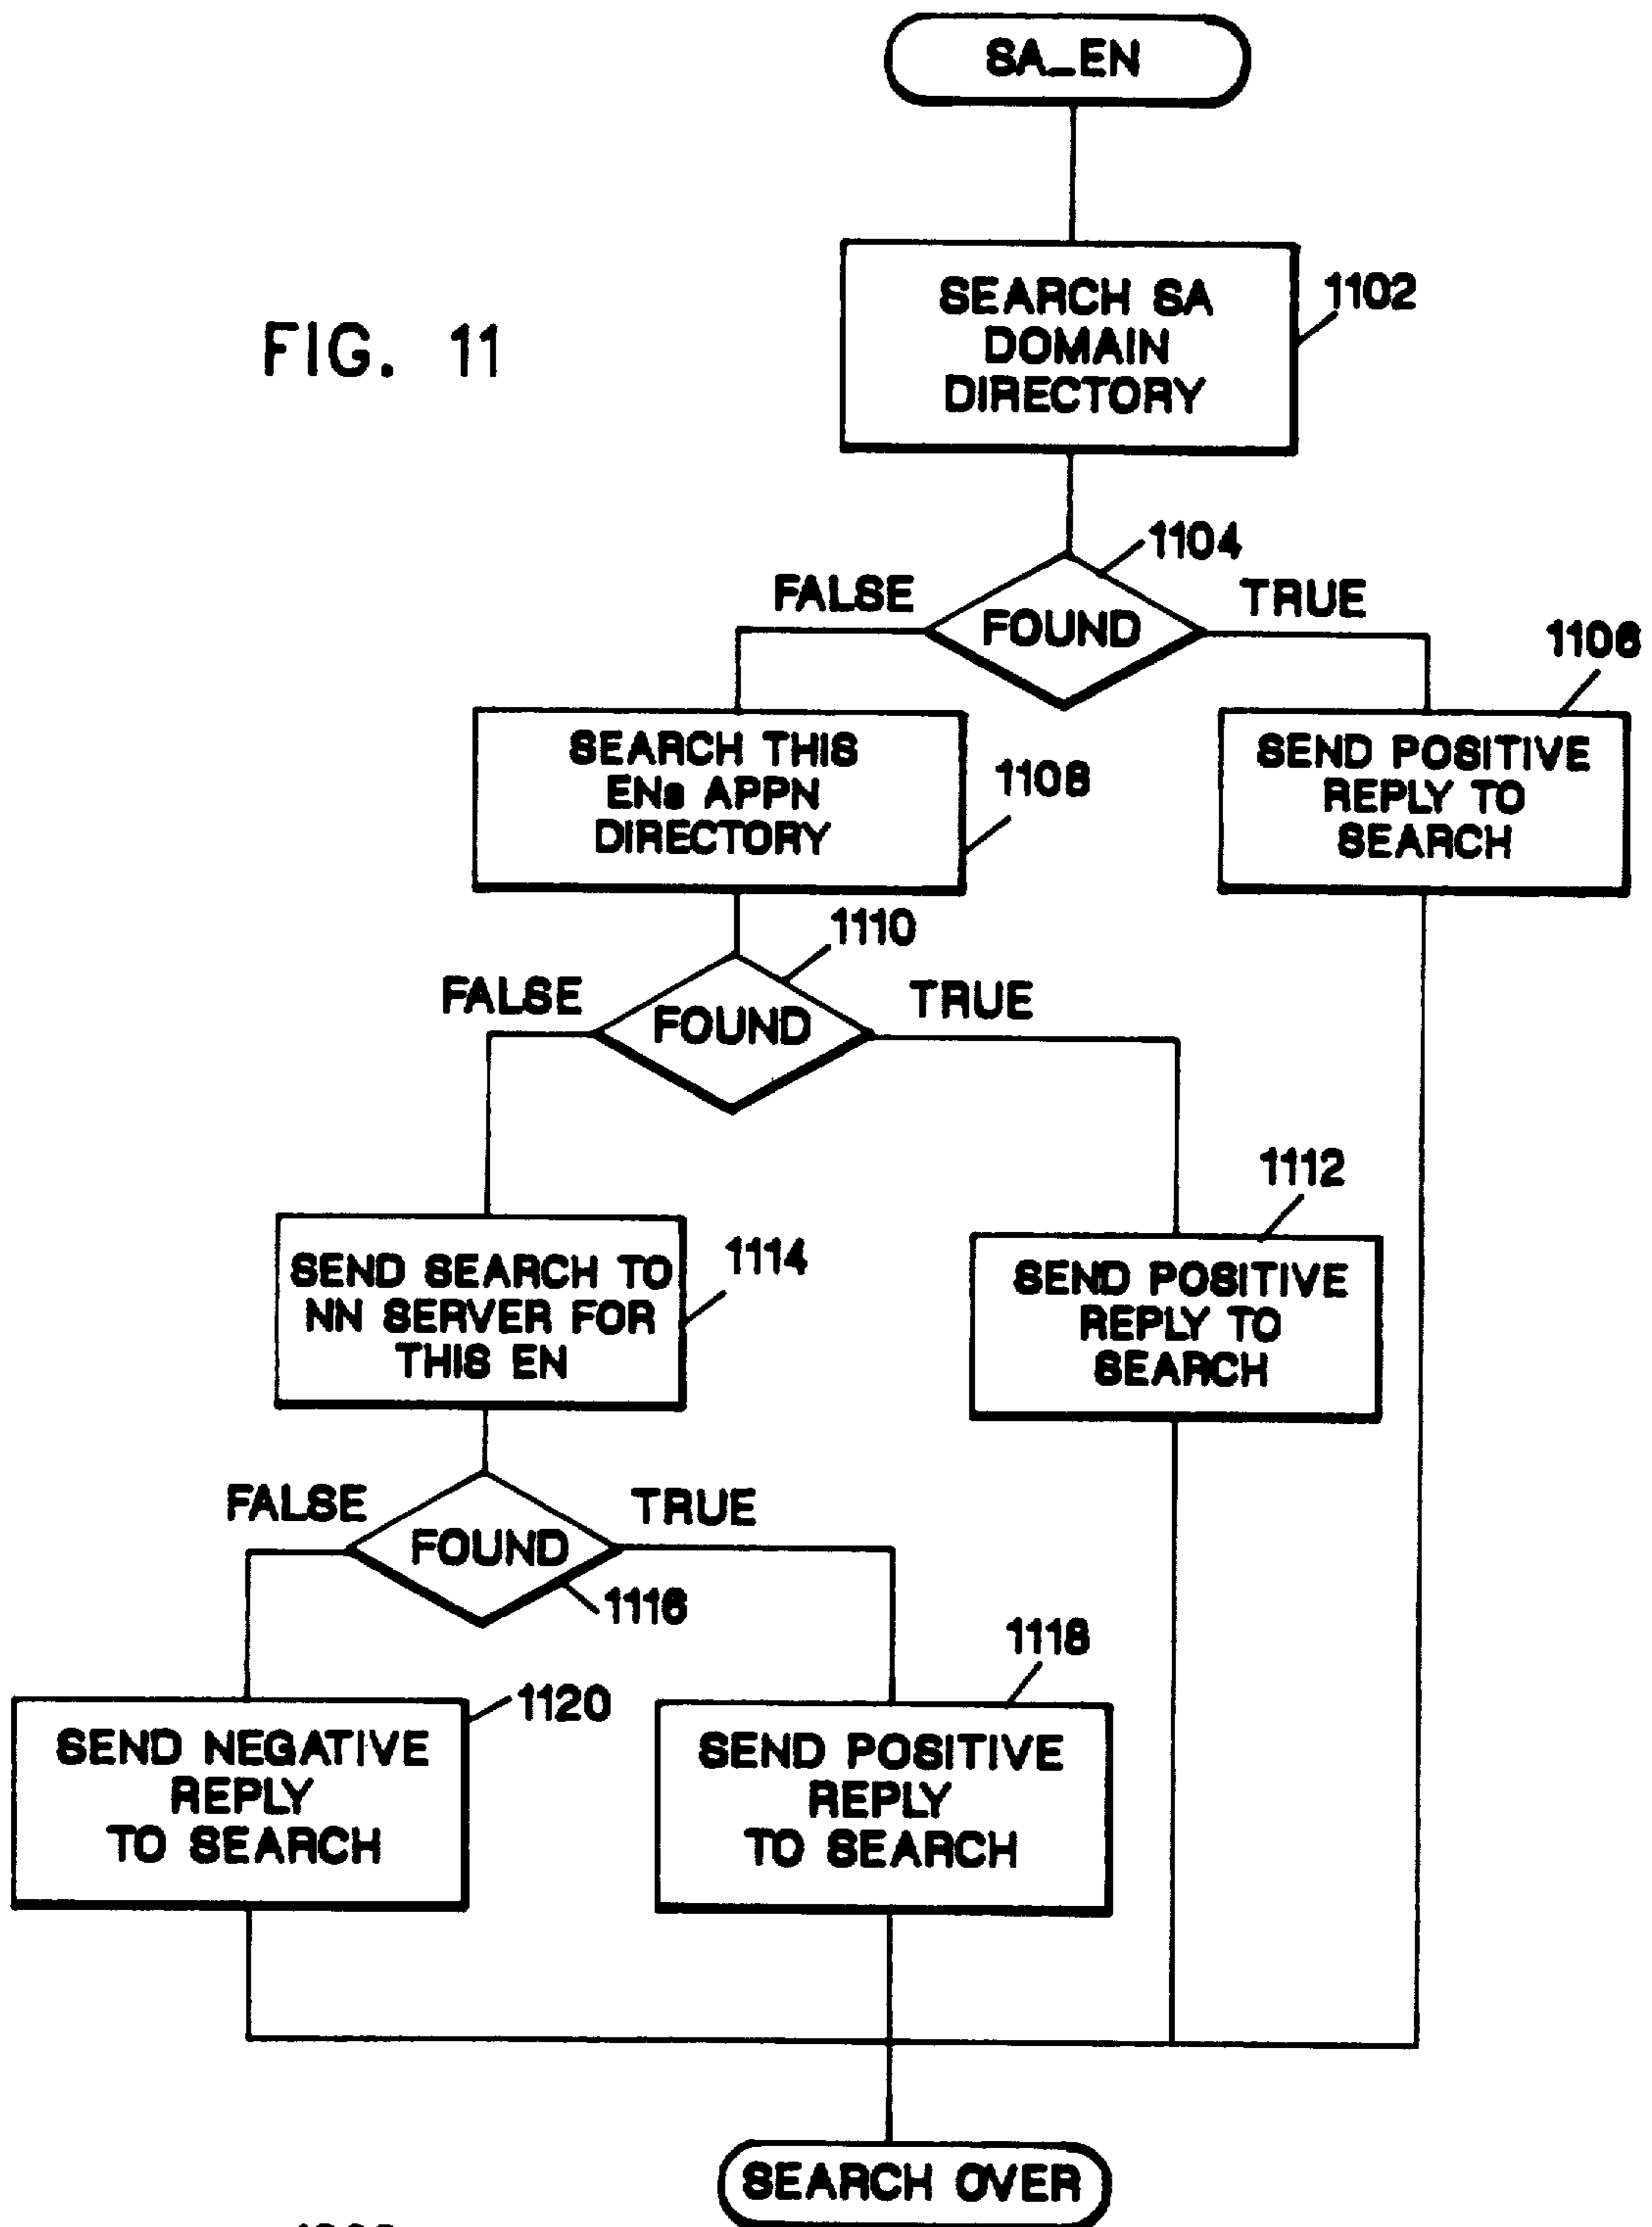 SA_EN
FIG. 11
SEARCH SA
DOMAIN
DIRECTORY
1102
1104
FALSE
FOUND
TRUE
1106
SEARCH THIS
ENs APPN
DIRECTORY
1108
SEND POSITIVE
REPLY TO
SEARCH
1110
FALSE
FOUND
TRUE
1112
SEND SEARCH TO
NN SERVER FOR
THIS EN
1114
SEND POSITIVE
REPLY TO
SEARCH
FALSE
FOUND
TRUE
1116
1118
1120
SEND NEGATIVE
REPLY
TO SEARCH
SEND POSITIVE
REPLY
TO SEARCH
SEARCH OVER